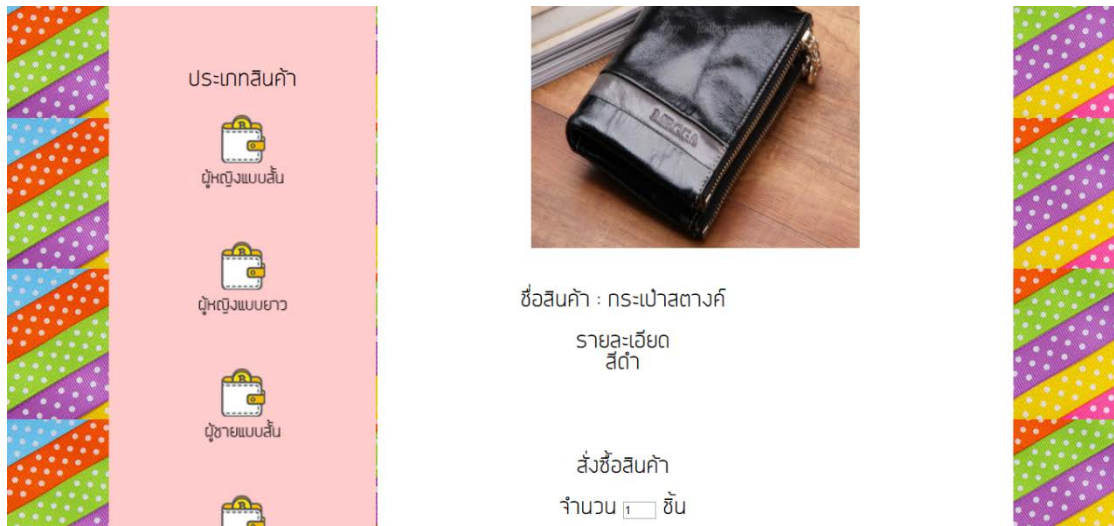 ประเภทสินค้า
ผู้หญิงแบบสั้น
ผู้หญิงแบบยาว
ผู้ชายแบบสั้น
ชื่อสินค้า : กระเป๋าสตางค์
รายละเอียด
สีดำ
สั่งซื้อสินค้า
จำนวน 1 ชิ้น